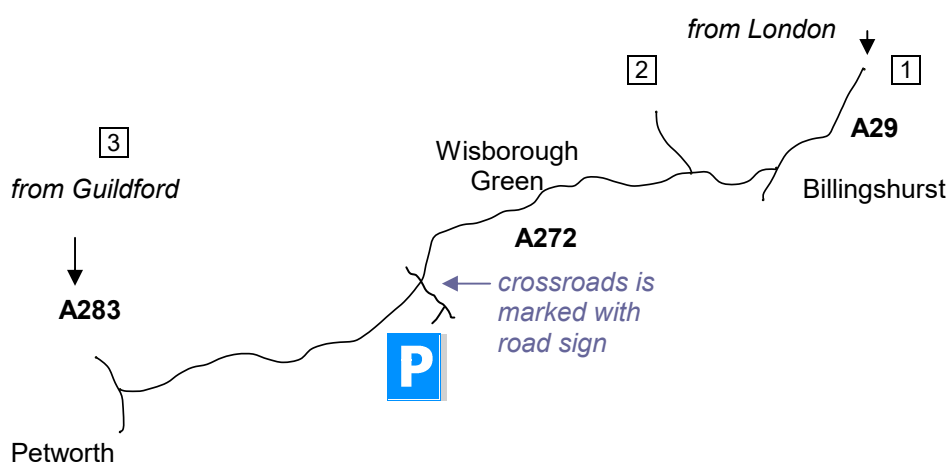 from London
2
1
A29
3
Wisborough
Green
from Guildford
Billingshurst
A272
crossroads is
marked with
road sign
A283
P
Petworth